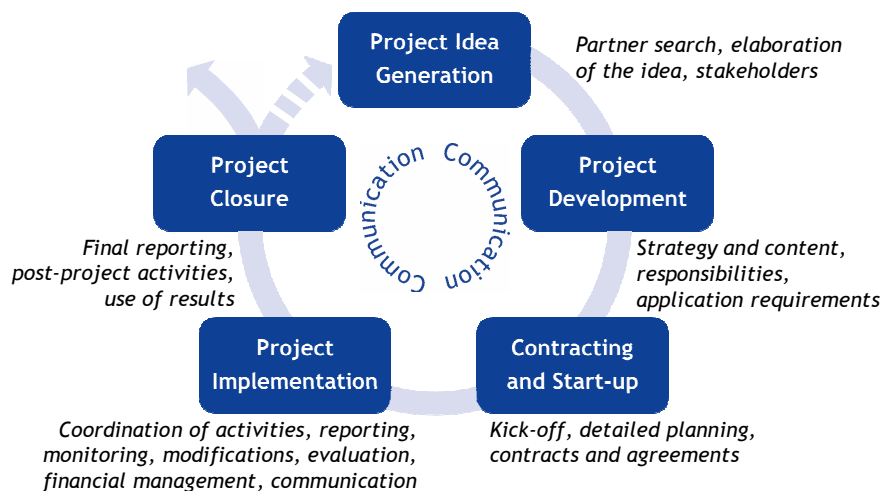 Project Idea
Generation
Partner search, elaboration
of the idea, stakeholders
Project
Development
Strategy and content,
responsibilities,
application requirements
Contracting
and Start-up
Kick-off, detailed planning,
contracts and agreements
Project
Implementation
Coordination of activities, reporting,
monitoring, modifications, evaluation,
financial management, communication
Project
Closure
Final reporting,
post-project activities,
use of results
Communication
Communication